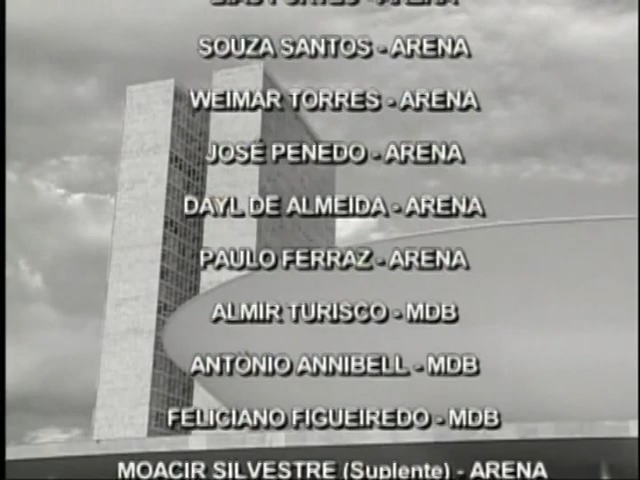 SOUZA SANTOS - ARENA
WEIMAR TORRES - ARENA
JOSÉ PENEDO - ARENA
DAYL DE ALMEIDA - ARENA
PAULO FERRAZ - ARENA
ALMIR TURISCO - MDB
ANTÔNIO ANNIBELL - MDB
FELICIANO FIGUEIREDO - MDB
MOACIR SILVESTRE (Suplente) - ARENA